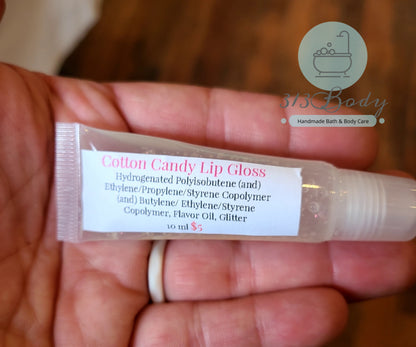 313Body
Handmade Bath & Body Care
Cotton Candy Lip Gloss
Hydrogenated Polyisobutene (and)
Ethylene/Propylene/Styrene Copolymer
(and) Butylene/ Ethylene/Styrene
Copolymer, Flavor Oil, Glitter
10 ml $5